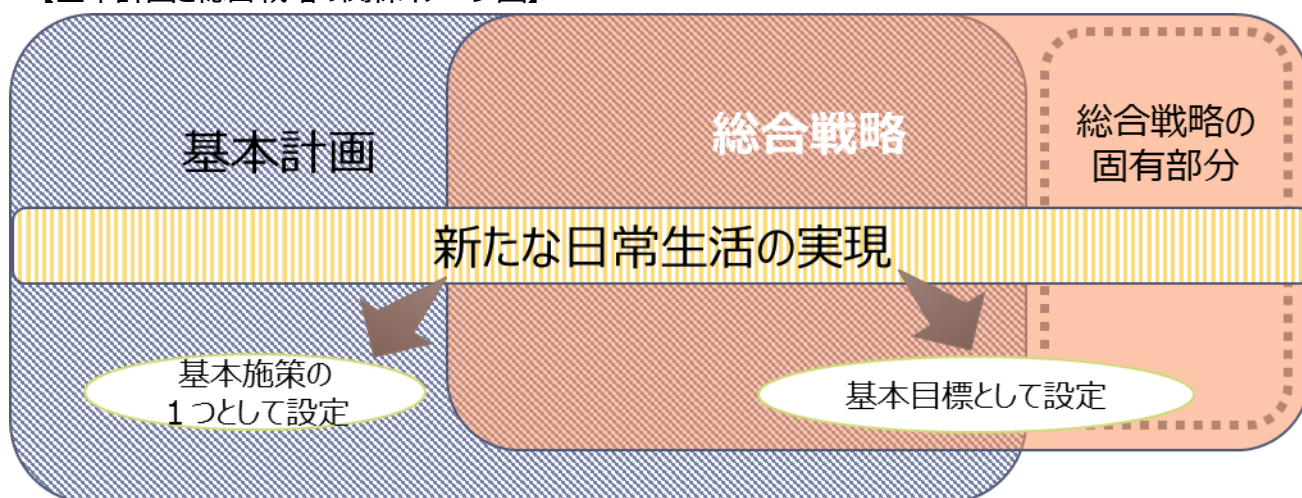 基本計画
総合戦略
総合戦略の
固有部分
新たな日常生活の実現
基本施策の
１つとして設定
基本目標として設定